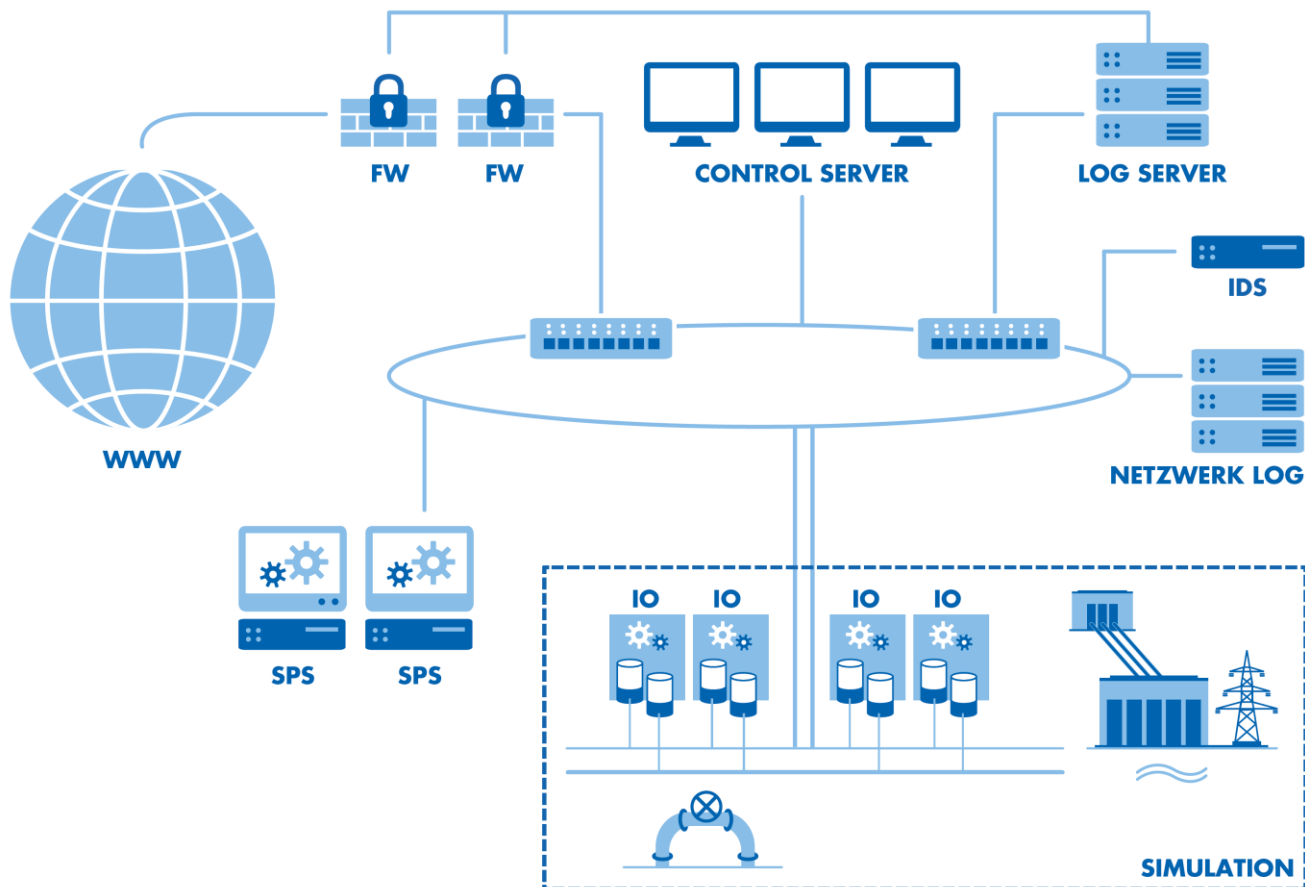 FW
FW
CONTROL SERVER
LOG SERVER
IDS
WWW
NETZWERK LOG
IO
IO
IO
IO
SPS
SPS
SIMULATION